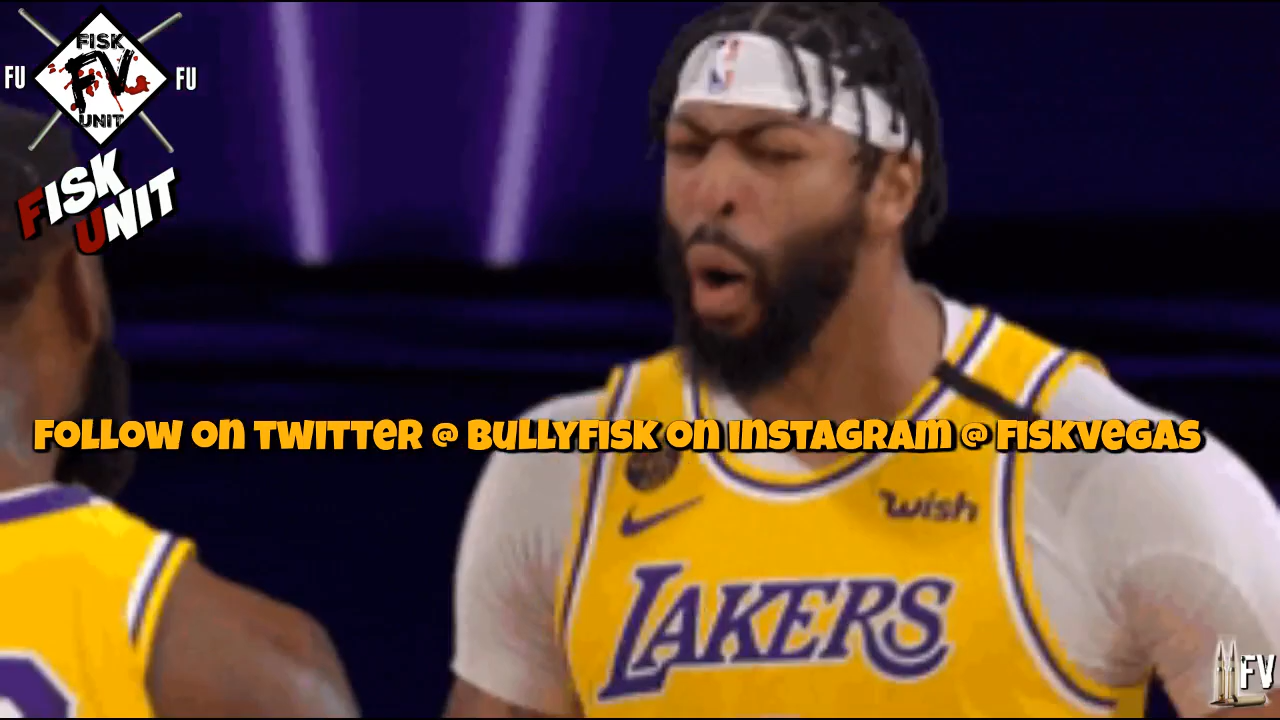 FISK
FU FV FU
UNIT
FISK
UNIT
FOLLOW ON TWITTER @ BULLYFISK ON INSTAGRAM @ FISKVEGAS
wish
LAKERS
FV